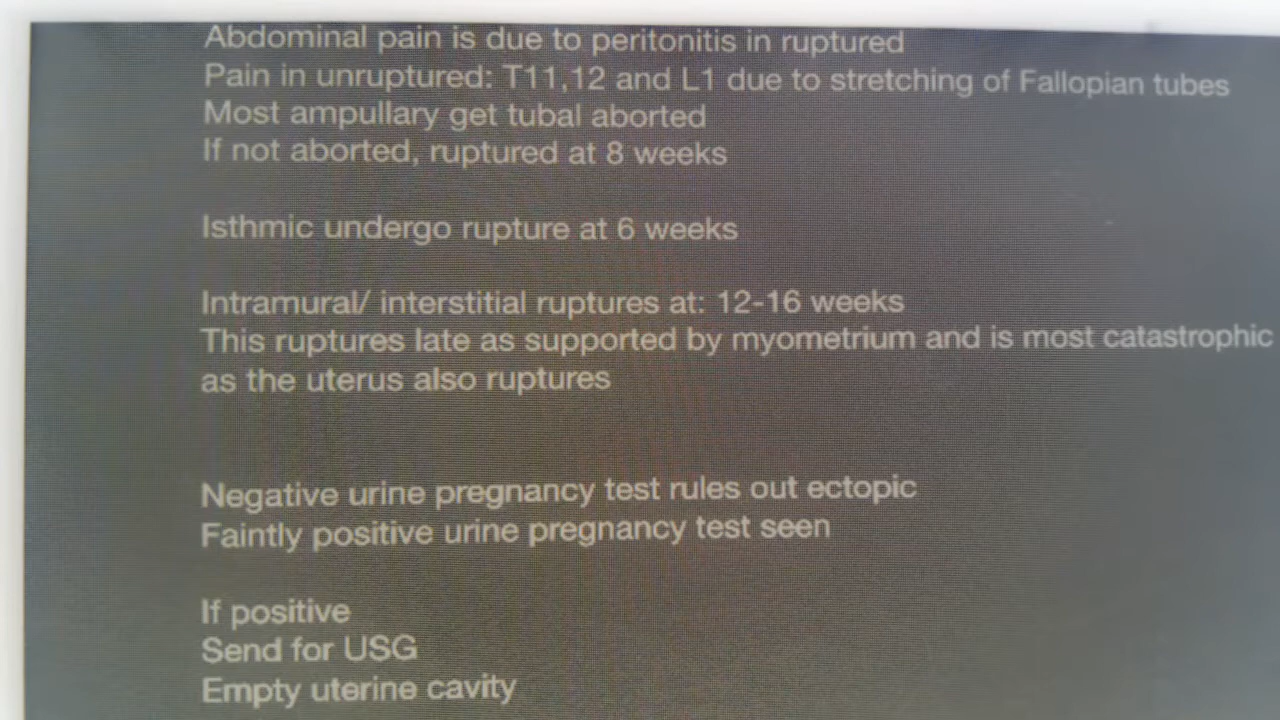 Abdominal pain is due to peritonitis in ruptured
Pain in unruptured: T11,12 and L1 due to stretching of Fallopian tubes
Most ampullary get tubal aborted
If not aborted, ruptured at 8 weeks
Isthmic undergo rupture at 6 weeks
Intramural/ interstitial ruptures at: 12-16 weeks
This ruptures late as supported by myometrium and is most catastrophic
as the uterus also ruptures
Negative urine pregnancy test rules out ectopic
Faintly positive urine pregnancy test seen
If positive
Send for USG
Empty uterine cavity